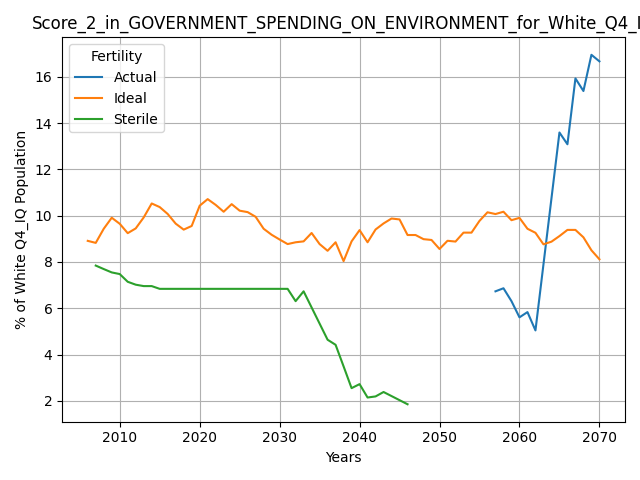 Score_2_in_GOVERNMENT_SPENDING_ON_ENVIRONMENT_for_White_Q4_I
Fertility
Actual
Ideal
Sterile
% of White Q4_IQ Population
16
14
12
10
8
6
4
2
2010 2020 2030 2040 2050 2060 2070
Years